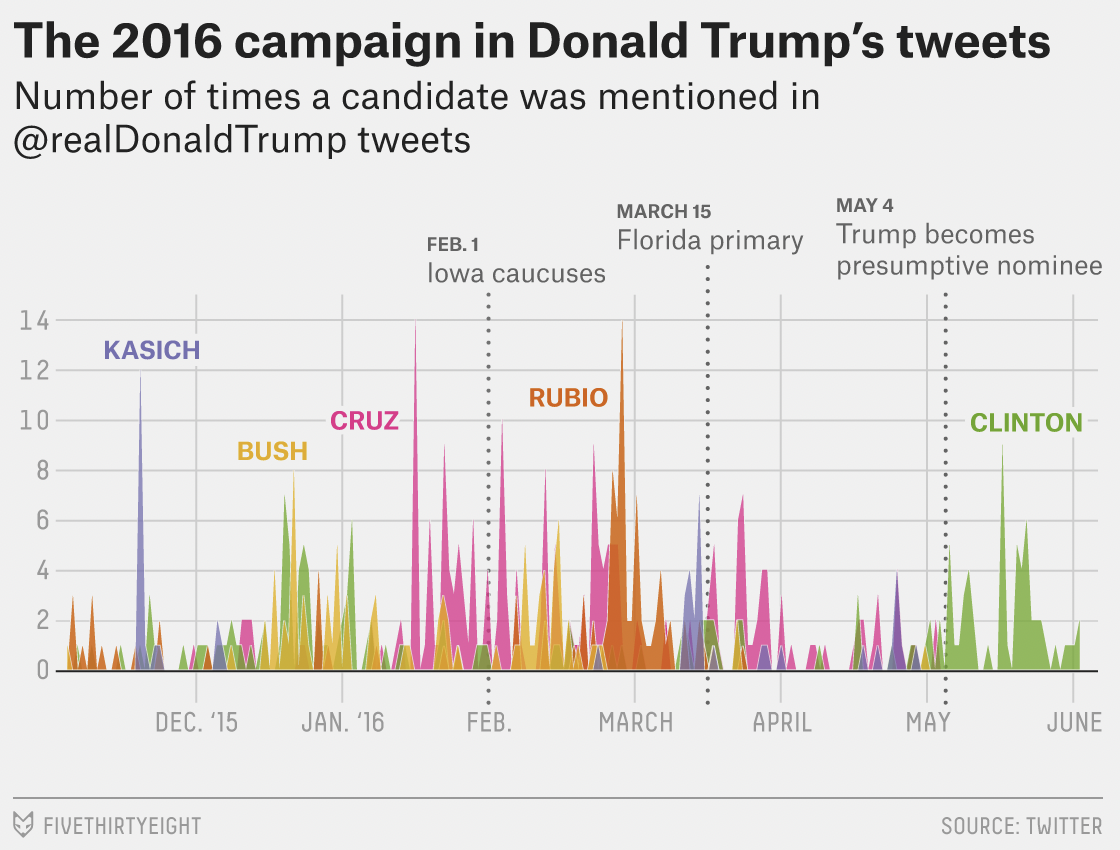 The 2016 campaign in Donald Trump’s tweets
Number of times a candidate was mentioned in
@realDonaldTrump tweets
FEB. 1
Iowa caucuses
MARCH 15
Florida primary
MAY 4
Trump becomes
presumptive nominee
14
12
10
8
6
4
2
0
KASICH
BUSH
CRUZ
RUBIO
CLINTON
DEC. ‘15
JAN. ‘16
FEB.
MARCH
APRIL
MAY
JUNE
FIVETHIRTYEIGHT
SOURCE: TWITTER